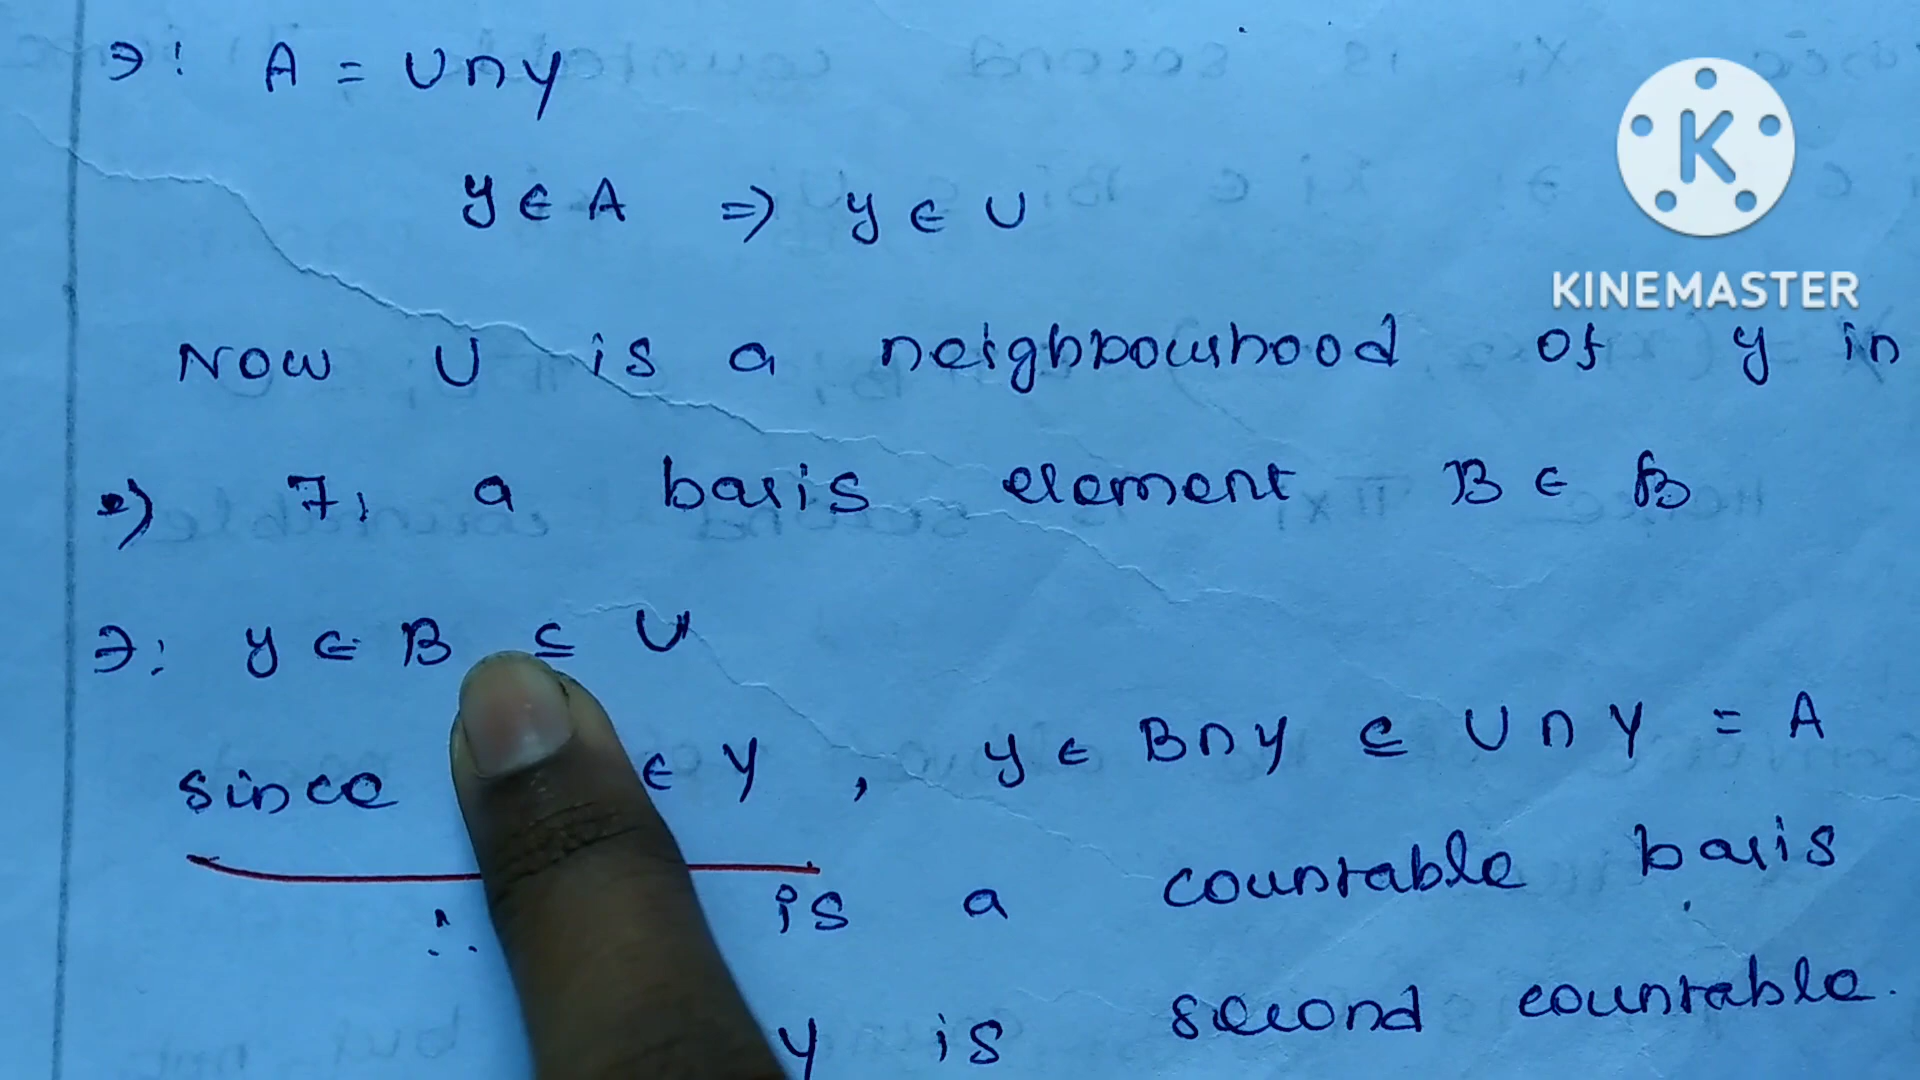 ∋: A = U∩Y
y ∈ A ⇒ y ∈ U
KINEMASTER
Now U is a neighbourhood of y in
⇒ ∃, a basis element B ∈ ℬ
∋: y ∈ B ⊆ U
since ∈ Y, y ∈ B∩Y ⊆ U∩Y = A
∴ is a countable basis
Y is second countable.